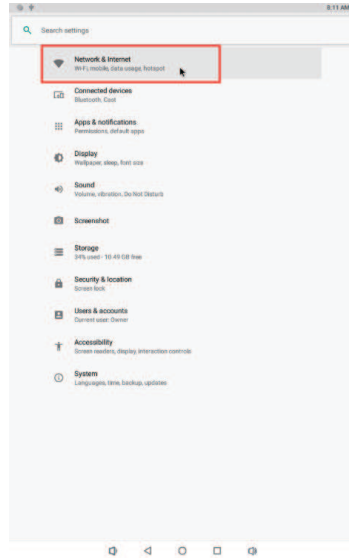 8:11 AM
Search settings
Network & Internet
Wi-Fi, mobile, data usage, hotspot
Connected devices
Bluetooth, Cast
Apps & notifications
Permissions, default apps
Display
Wallpaper, sleep, font size
Sound
Volume, vibration, Do Not Disturb
Screenshot
Storage
34% used - 10.49 GB free
Security & location
Screen lock
Users & accounts
Current user: Owner
Accessibility
Screen readers, display, interaction controls
System
Languages, time, backup, updates